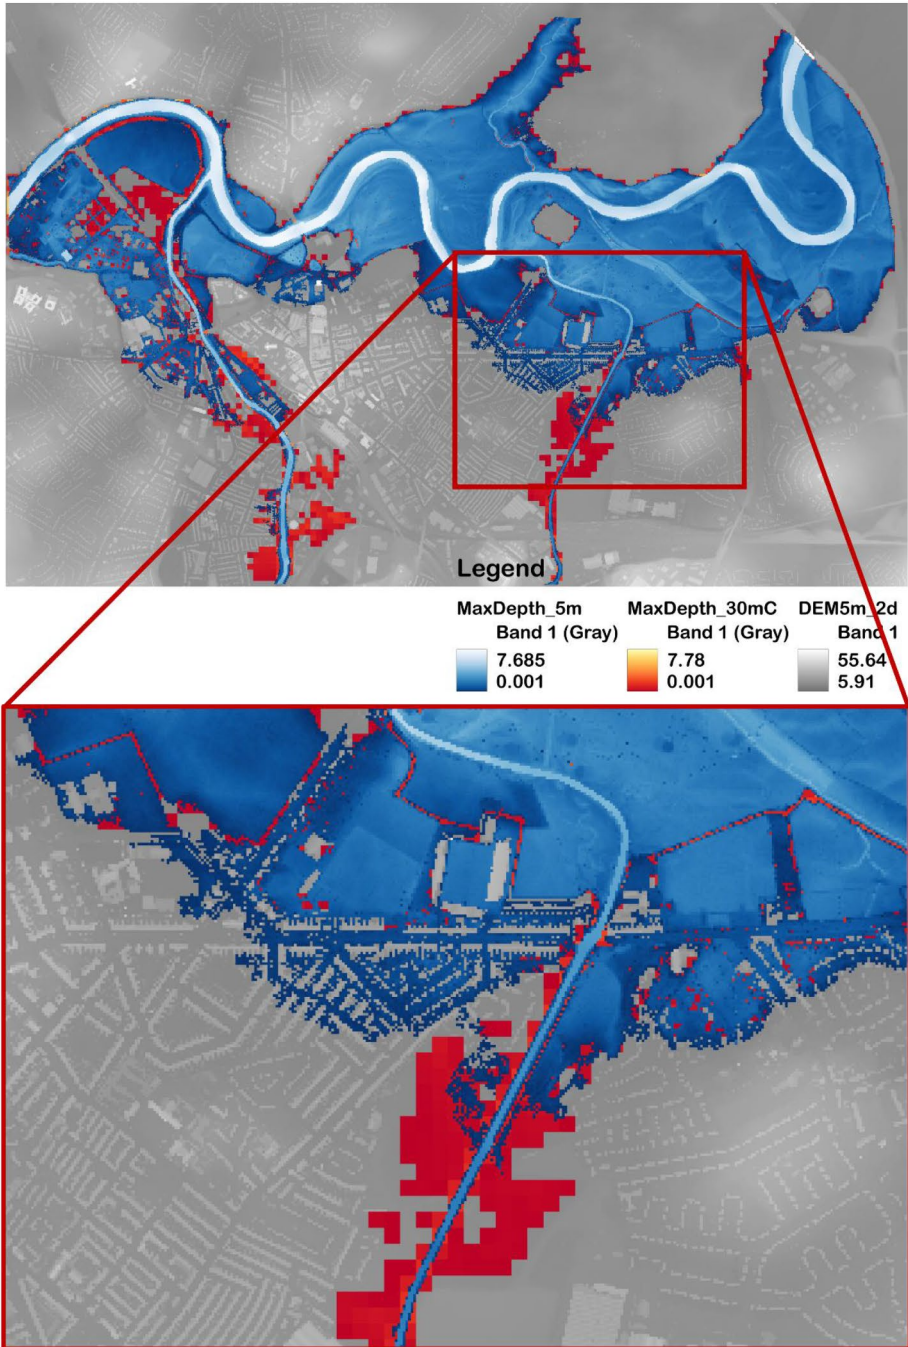 Legend
MaxDepth_5m MaxDepth_30mC DEM5m_2d
Band 1 (Gray) Band 1 (Gray) Band 1
7.685 7.78 55.64
0.001 0.001 5.91